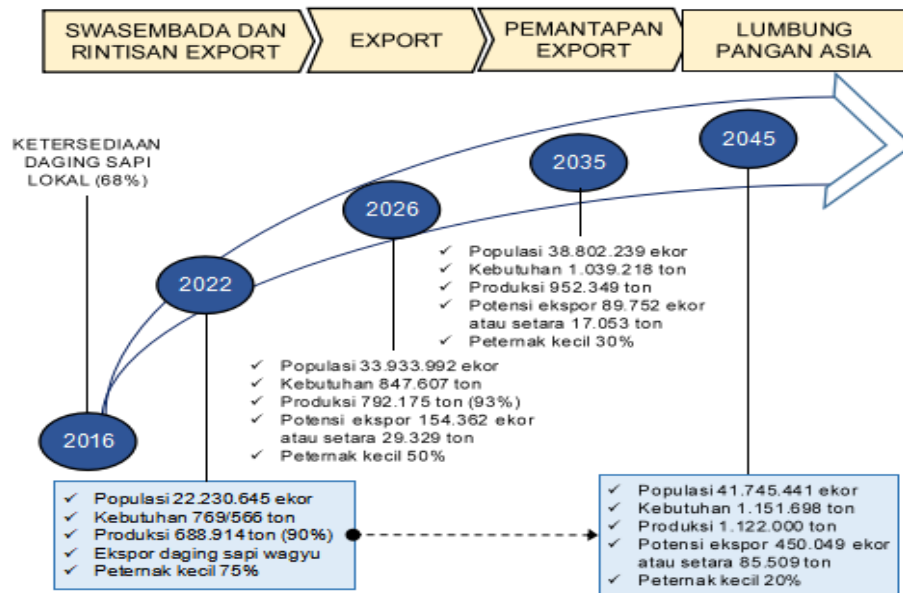 SWASEMBADA DAN
RINTISAN EXPORT
EXPORT
PEMANTAPAN
EXPORT
LUMBUNG
PANGAN ASIA
KETERSEDIAAN
DAGING SAPI
LOKAL (68%)
2016
2022
2026
2035
2045
✓ Populasi 22.230.645 ekor
✓ Kebutuhan 769/566 ton
✓ Produksi 688.914 ton (90%)
✓ Ekspor daging sapi wagyu
✓ Peternak kecil 75%
✓ Populasi 33.933.992 ekor
✓ Kebutuhan 847.607 ton
✓ Produksi 792.175 ton (93%)
✓ Potensi ekspor 154.362 ekor
atau setara 29.329 ton
✓ Peternak kecil 50%
✓ Populasi 38.802.239 ekor
✓ Kebutuhan 1.039.218 ton
✓ Produksi 952.349 ton
✓ Potensi ekspor 89.752 ekor
atau setara 17.053 ton
✓ Peternak kecil 30%
✓ Populasi 41.745.441 ekor
✓ Kebutuhan 1.151.698 ton
✓ Produksi 1.122.000 ton
✓ Potensi ekspor 450.049 ekor
atau setara 85.509 ton
✓ Peternak kecil 20%